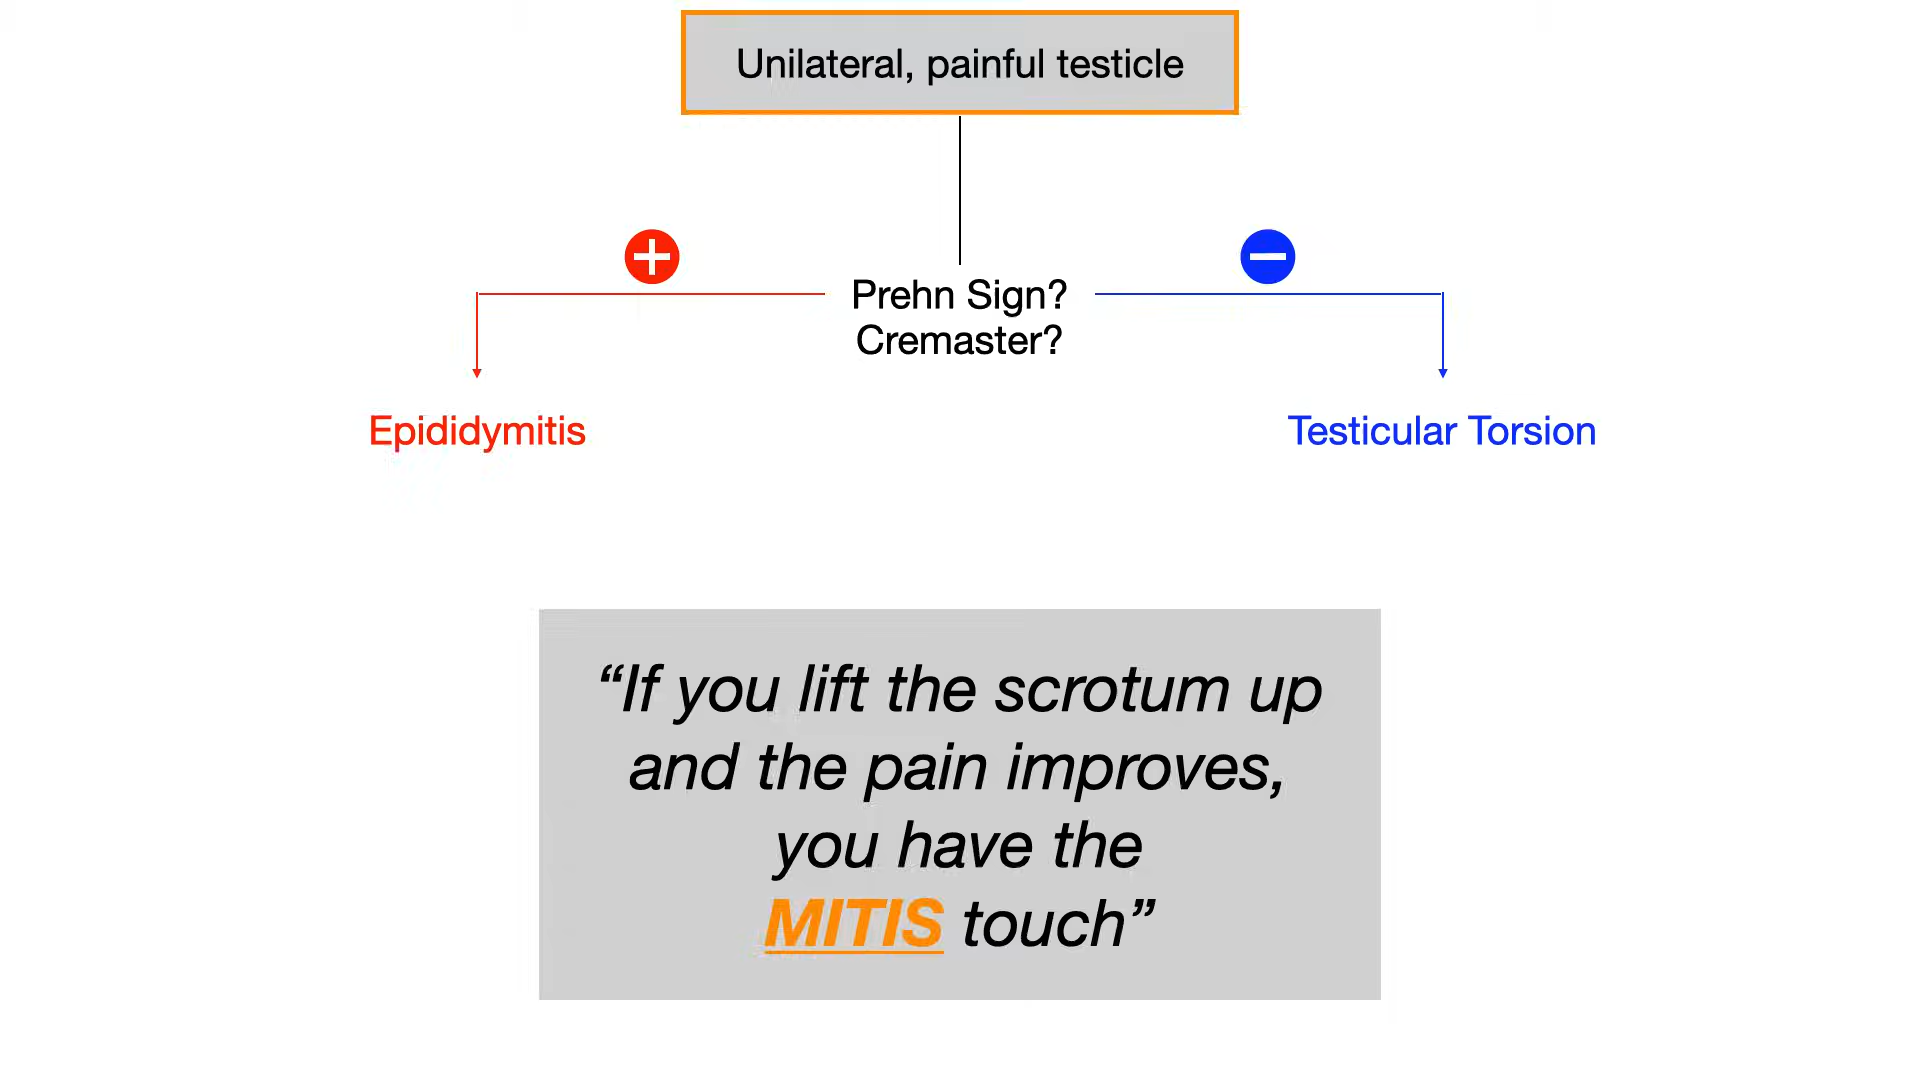 Unilateral, painful testicle
Prehn Sign?
Cremaster?
Epididymitis
Testicular Torsion
“If you lift the scrotum up
and the pain improves,
you have the
MITIS touch”